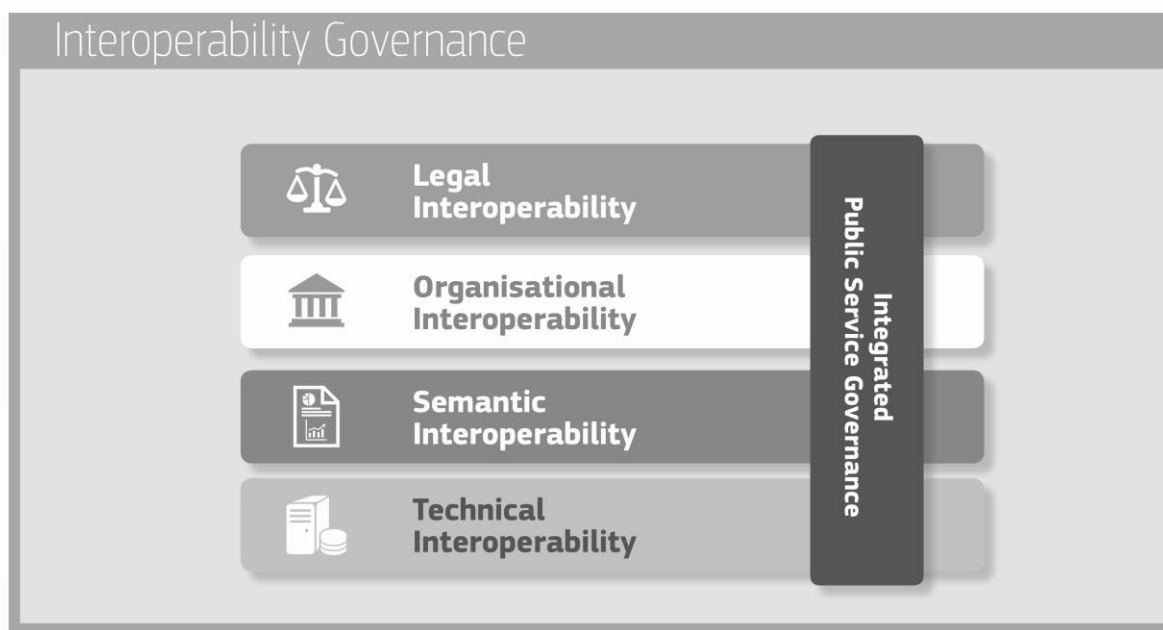 Interoperability Governance
Legal
Interoperability
Organisational
Interoperability
Semantic
Interoperability
Technical
Interoperability
Integrated
Public Service Governance